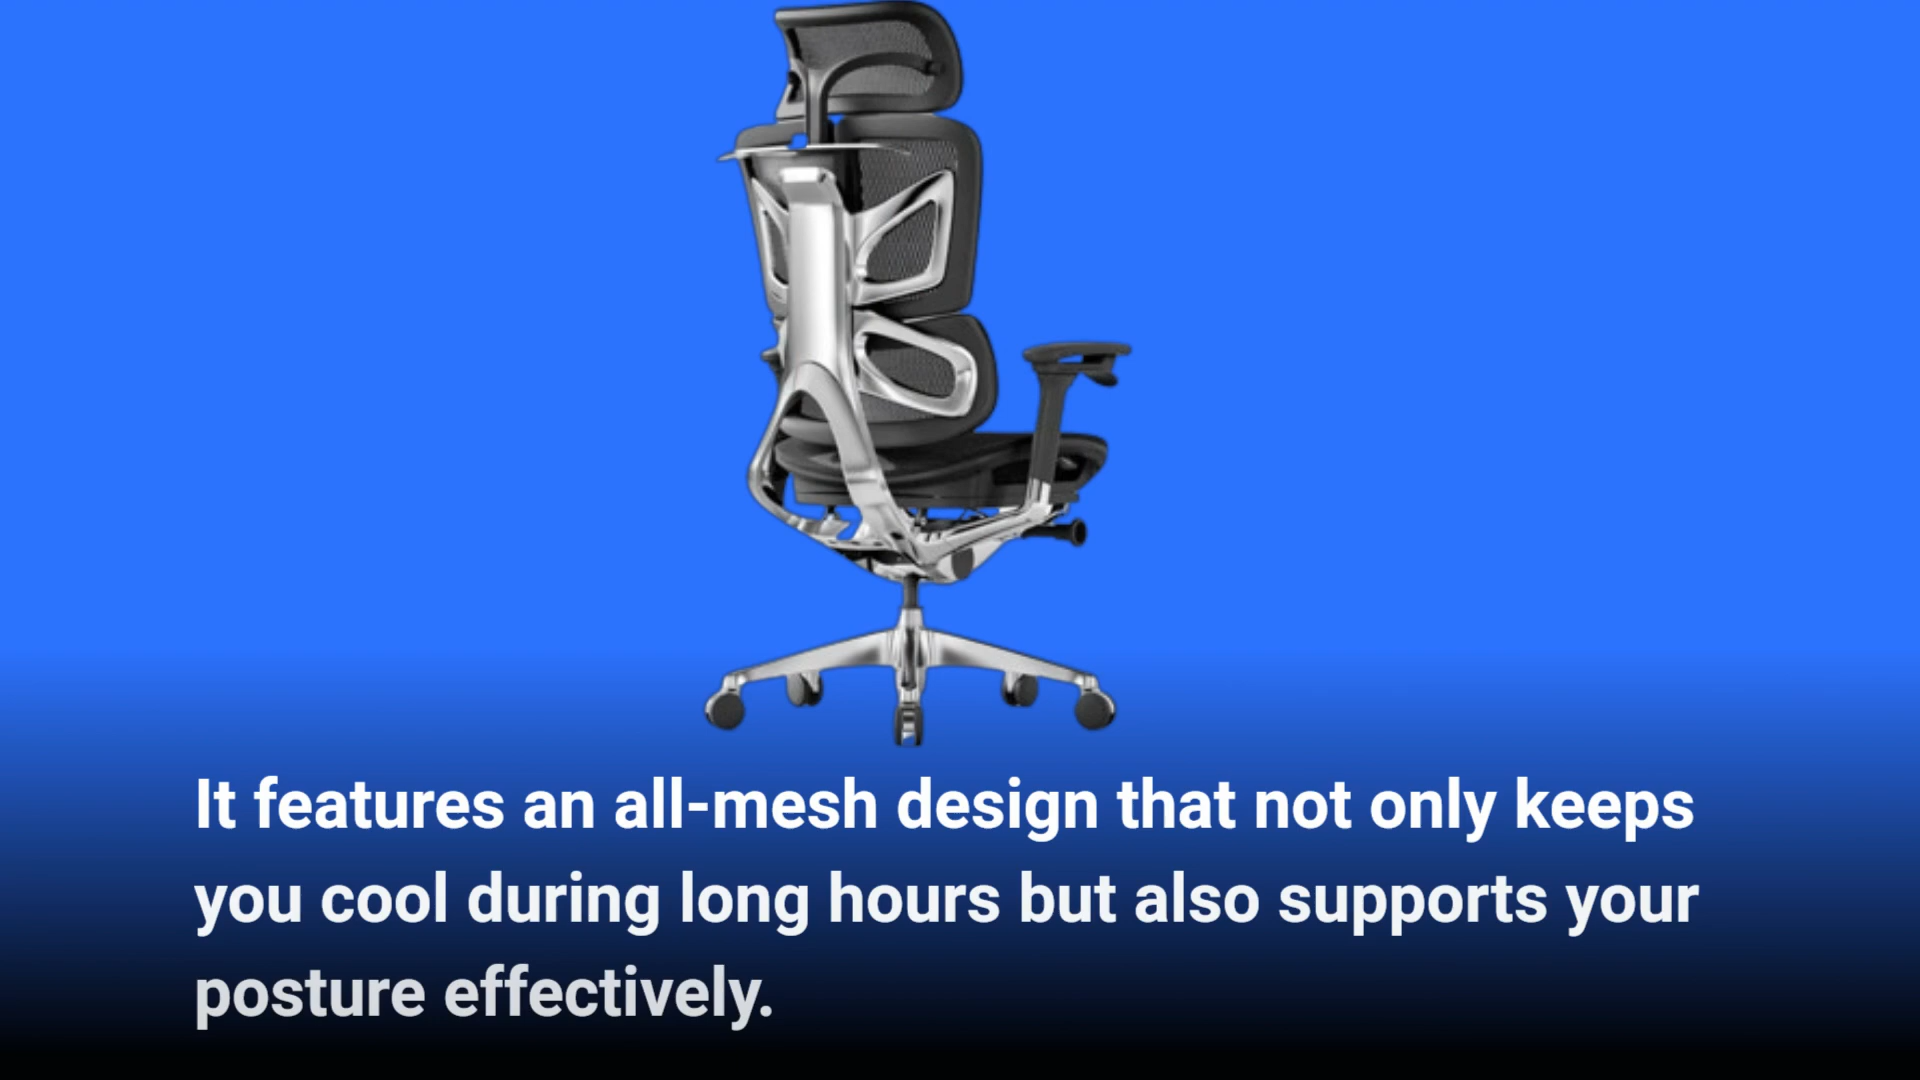 It features an all-mesh design that not only keeps
you cool during long hours but also supports your
posture effectively.